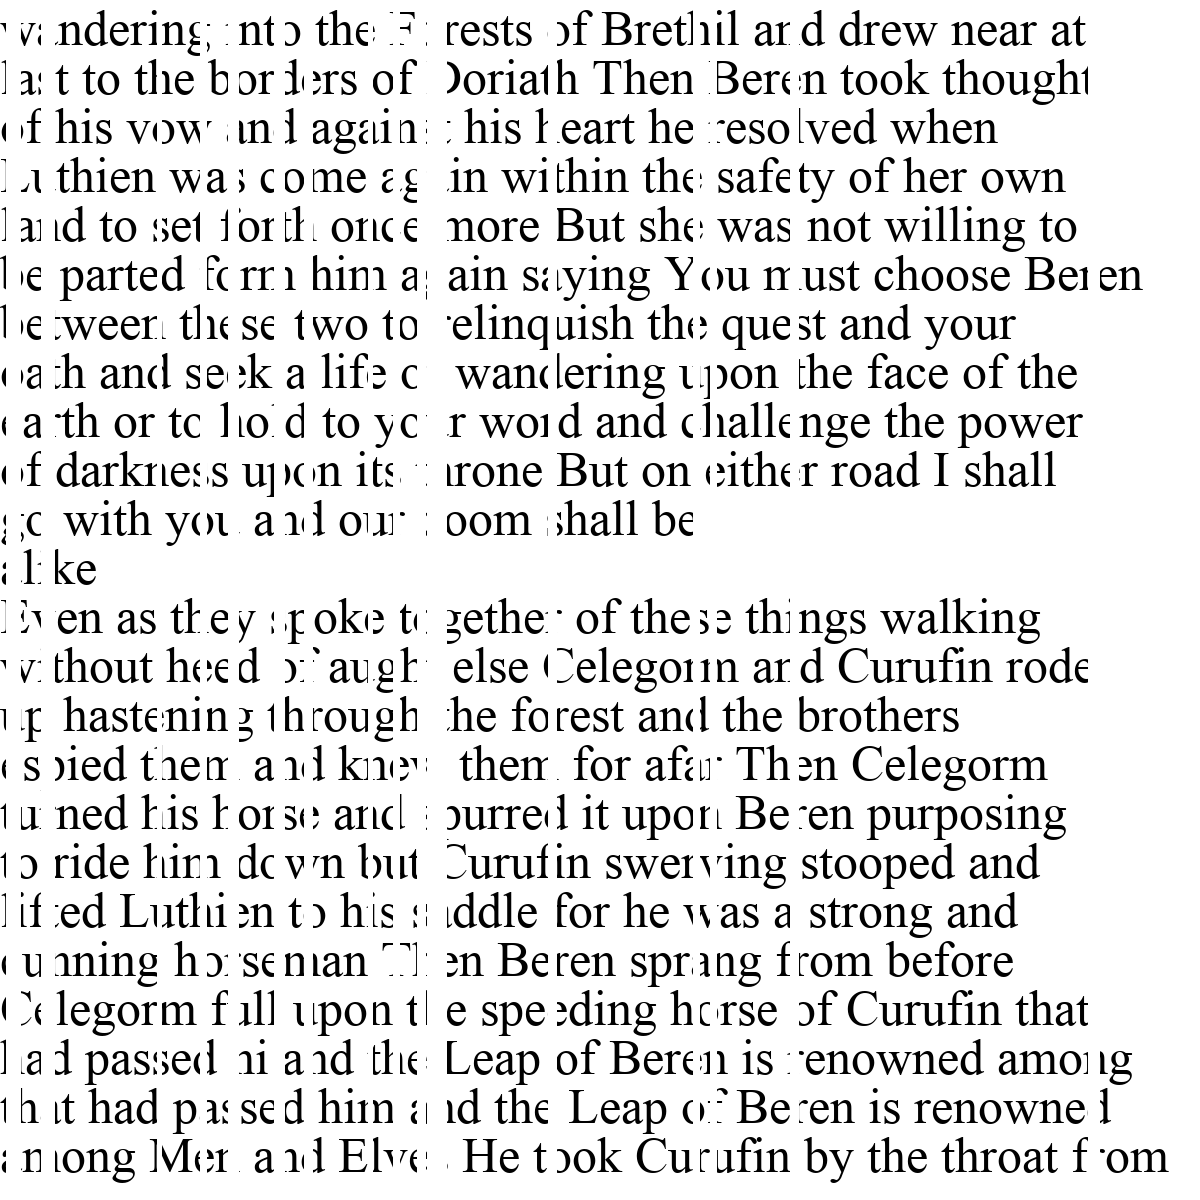 wandering into the Forests of Brethil and drew near at
last to the borders of Doriath Then Beren took thought
of his vow and against his heart he resolved when
Luthien was come again within the safety of her own
land to set forth once more But she was not willing to
be parted form him again saying You must choose Beren
between these two to relinquish the quest and your
oath and seek a life of wandering upon the face of the
earth or to hold to your word and challenge the power
of darkness upon its throne But on either road I shall
go with you and our doom shall be
alike
Even as they spoke together of these things walking
without heed of aught else Celegorm and Curufin rode
up hastening through the forest and the brothers
espied them and knew them for afar Then Celegorm
turned his horse and spurred it upon Beren purposing
to ride him down but Curufin swerving stooped and
lifted Luthien to his saddle for he was a strong and
cunning horseman Then Beren sprang from before
Celegorm full upon the speeding horse of Curufin that
had passed hi and the Leap of Beren is renowned among
that had passed him and the Leap of Beren is renowned
among Men and Elves He took Curufin by the throat from